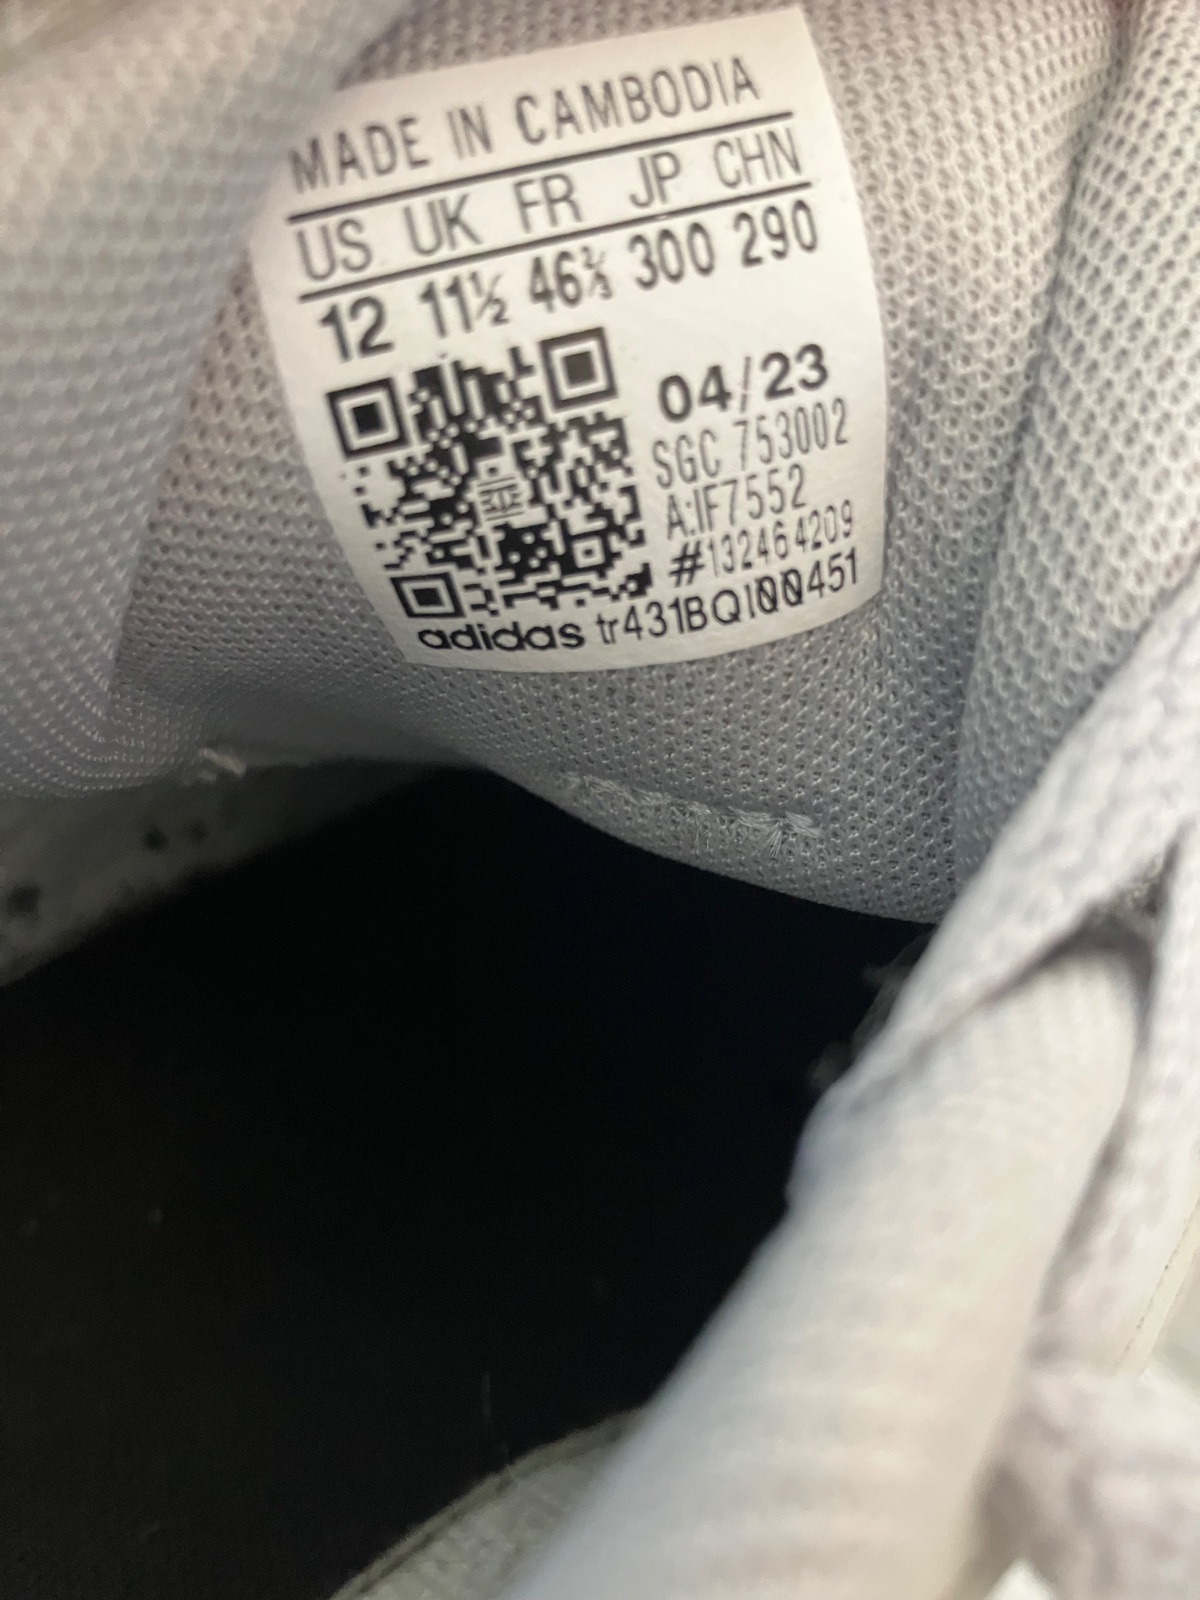 MADE IN CAMBODIA
US UK FR JP CHN
12 11½ 46⅔ 300 290
04/23
SGC 753002
A:IF7552
#132464209
adidas tr431BQI00451